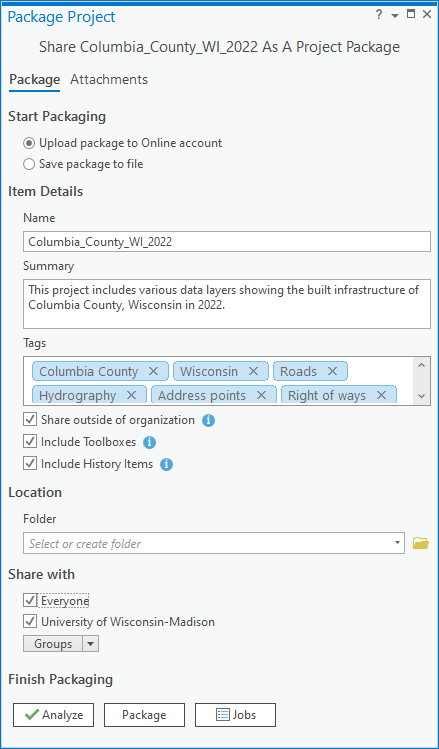 Package Project
?
Share Columbia_County_WI_2022 As A Project Package
Package Attachments
Start Packaging
Upload package to Online account
Save package to file
Item Details
Name
Columbia_County_WI_2022
Summary
This project includes various data layers showing the built infrastructure of
Columbia County, Wisconsin in 2022.
Tags
Columbia County Wisconsin Roads
Hydrography Address points Right of ways
Share outside of organization
Include Toolboxes
Include History Items
Location
Folder
Select or create folder
Share with
Everyone
University of Wisconsin-Madison
Groups
Finish Packaging
Analyze Package Jobs